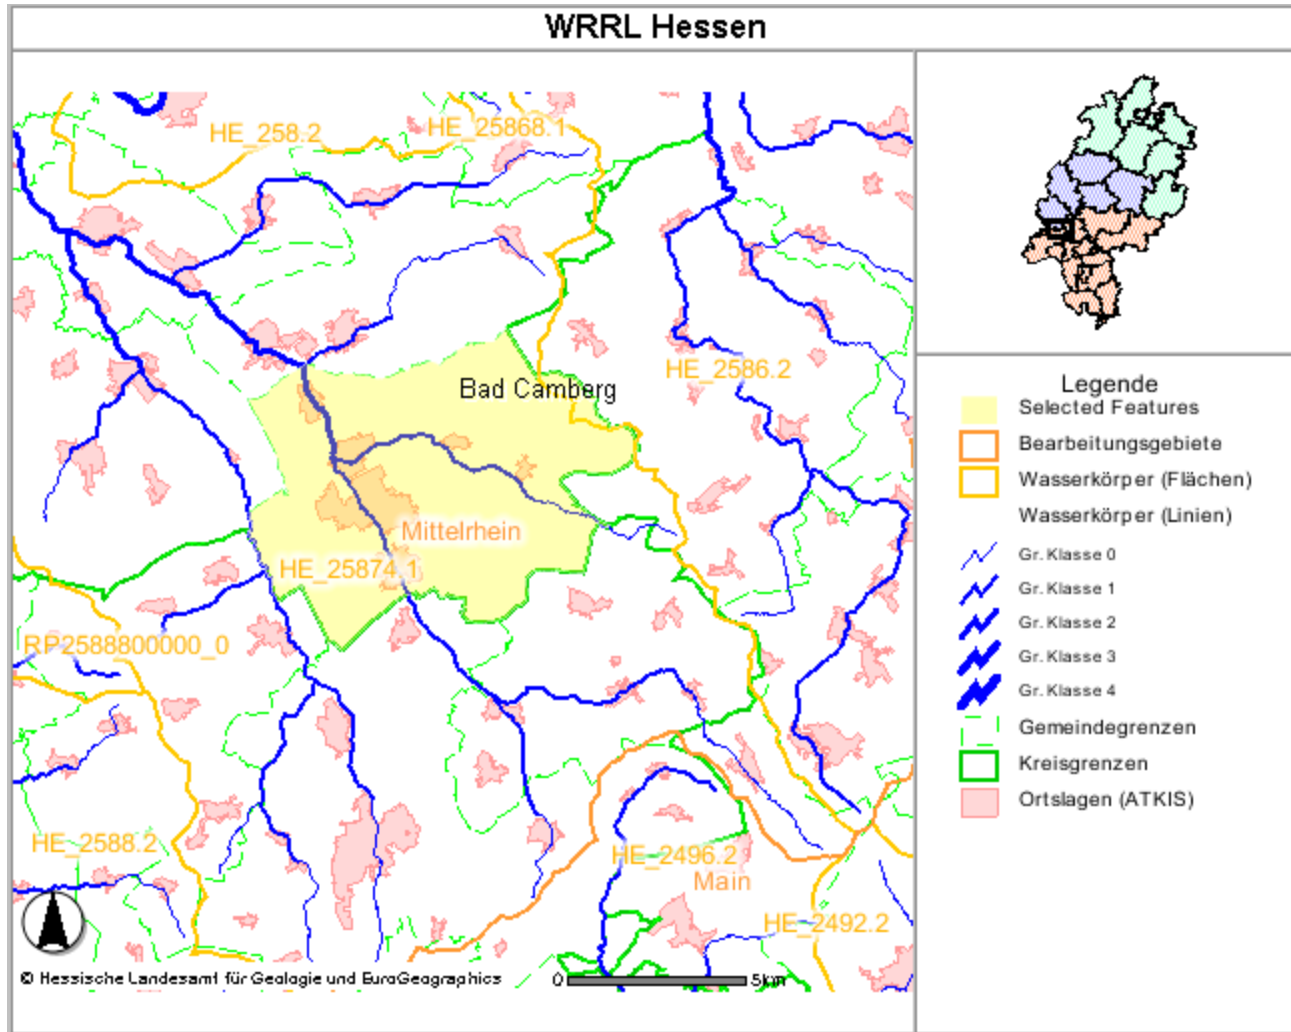 WRRL Hessen
HE_258.2
HE_25868.1
HE_2586.2
Bad Camberg
Mittelrhein
HE_25874.1
RP2588800000_0
HE_2588.2
HE_2496.2
Main
HE_2492.2
© Hessische Landesamt für Geologie und EuroGeographics
0 5km
Legende
Selected Features
Bearbeitungsgebiete
Wasserkörper (Flächen)
Wasserkörper (Linien)
Gr. Klasse 0
Gr. Klasse 1
Gr. Klasse 2
Gr. Klasse 3
Gr. Klasse 4
Gemeindegrenzen
Kreisgrenzen
Ortslagen (ATKIS)